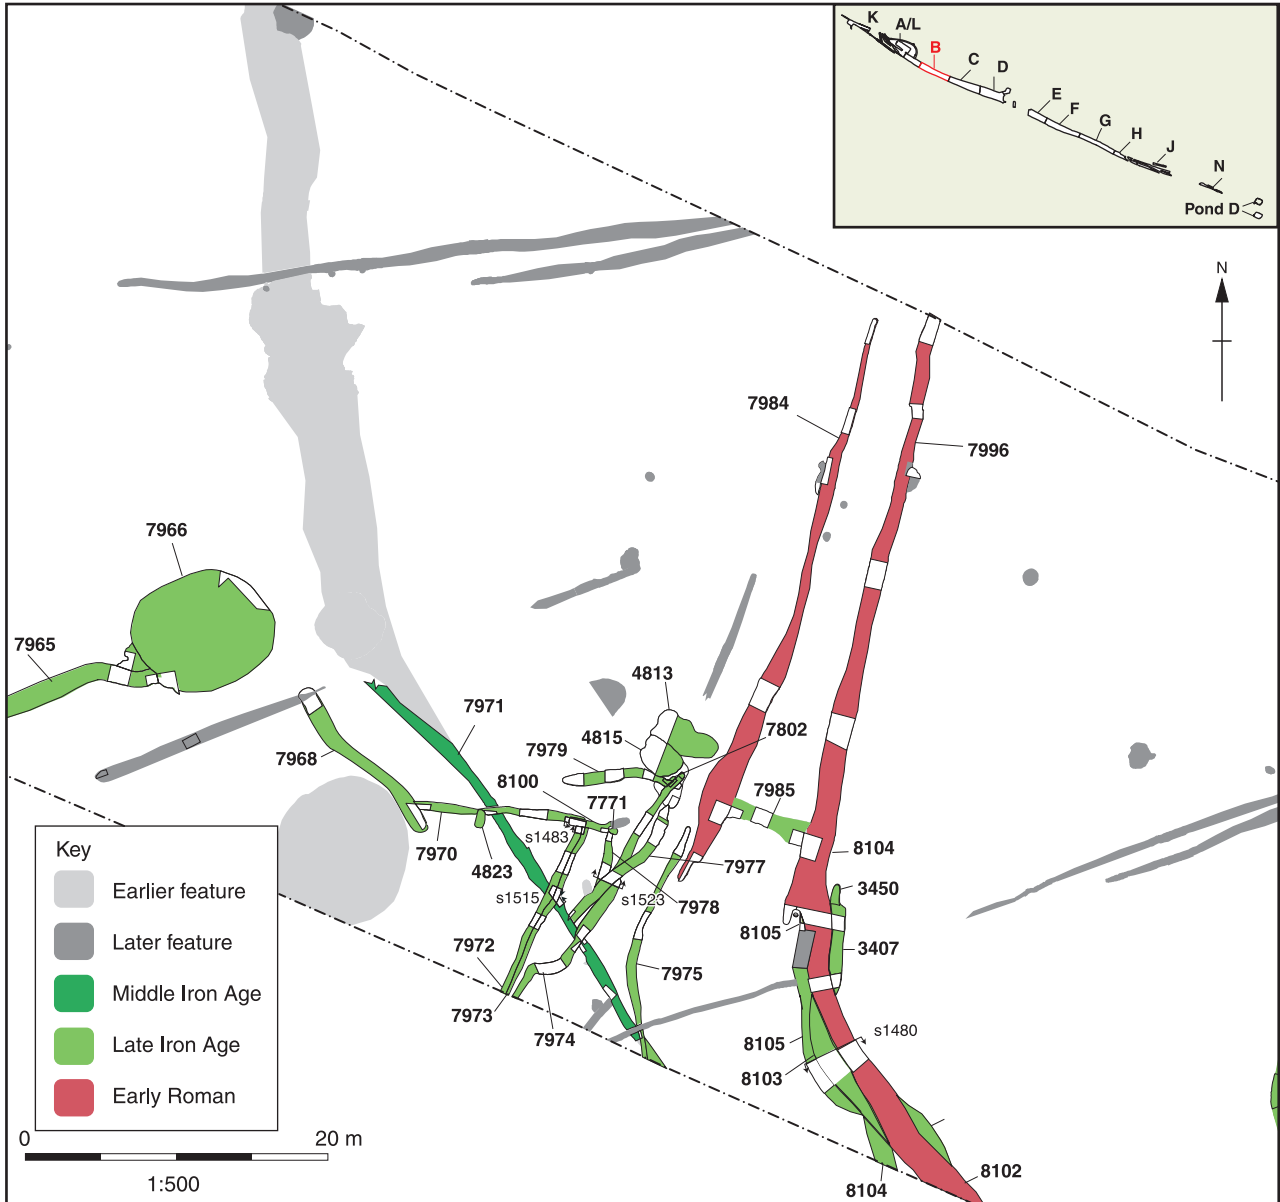 K
A/L
B
C
D
E
F
G
H
J
N
Pond D
N
7984
7996
7966
7965
4813
7971
7802
4815
7979
7968
8100
7771
7985
s1483
7970
4823
7977
8104
s1515
s1523
7978
3450
8105
3407
7972
7975
7973
7974
s1480
8105
8103
8102
8104
Key
Earlier feature
Later feature
Middle Iron Age
Late Iron Age
Early Roman
0 20 m
1:500